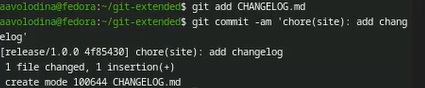 aavolodina@fedora:~/git-extended$ git add CHANGELOG.md
aavolodina@fedora:~/git-extended$ git commit -am 'chore(site): add chang
elog'
[release/1.0.0 4f85430] chore(site): add changelog
 1 file changed, 1 insertion(+)
 create mode 100644 CHANGELOG.md